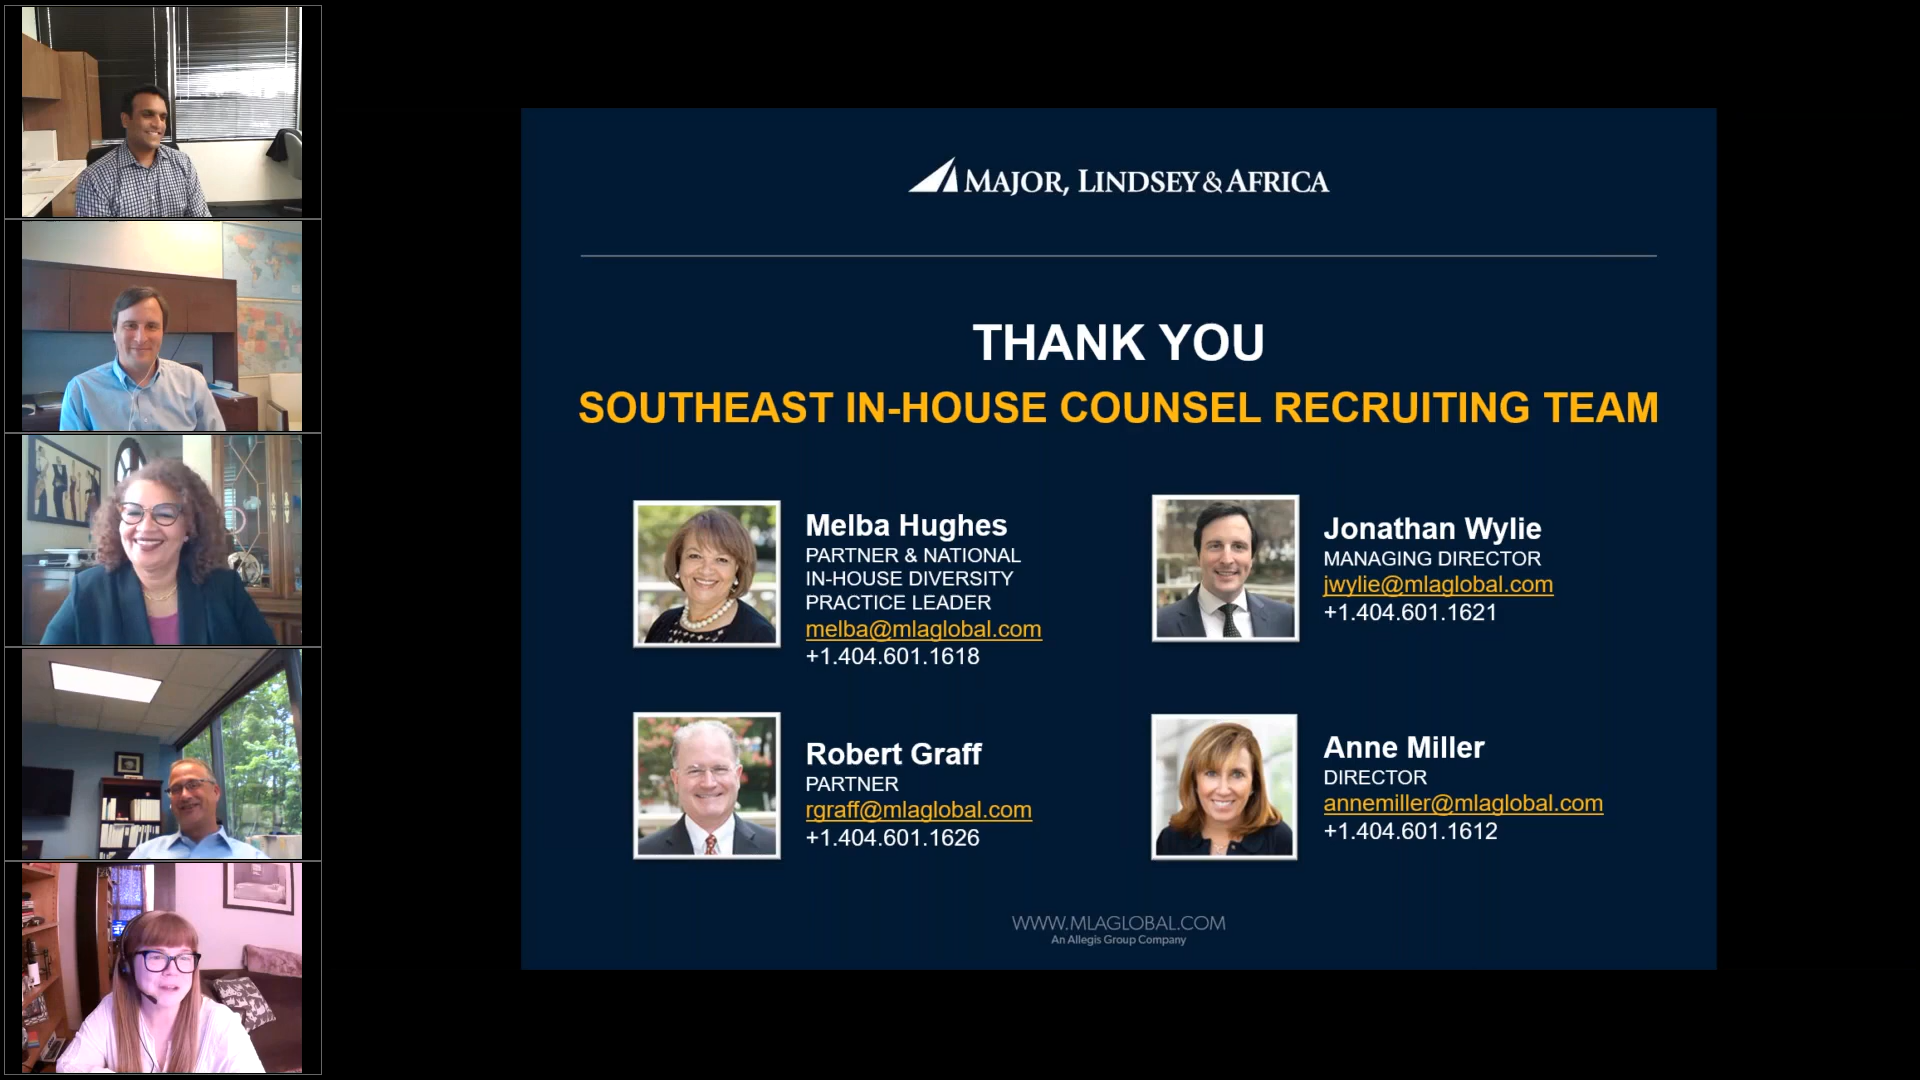 MAJOR, LINDSEY & AFRICA
THANK YOU
SOUTHEAST IN-HOUSE COUNSEL RECRUITING TEAM
Melba Hughes
PARTNER & NATIONAL
IN-HOUSE DIVERSITY
PRACTICE LEADER
melba@mlaglobal.com
+1.404.601.1618
Jonathan Wylie
MANAGING DIRECTOR
jwylie@mlaglobal.com
+1.404.601.1621
Robert Graff
PARTNER
rgraff@mlaglobal.com
+1.404.601.1626
Anne Miller
DIRECTOR
annemiller@mlaglobal.com
+1.404.601.1612
WWW.MLAGLOBAL.COM
An Allegis Group Company